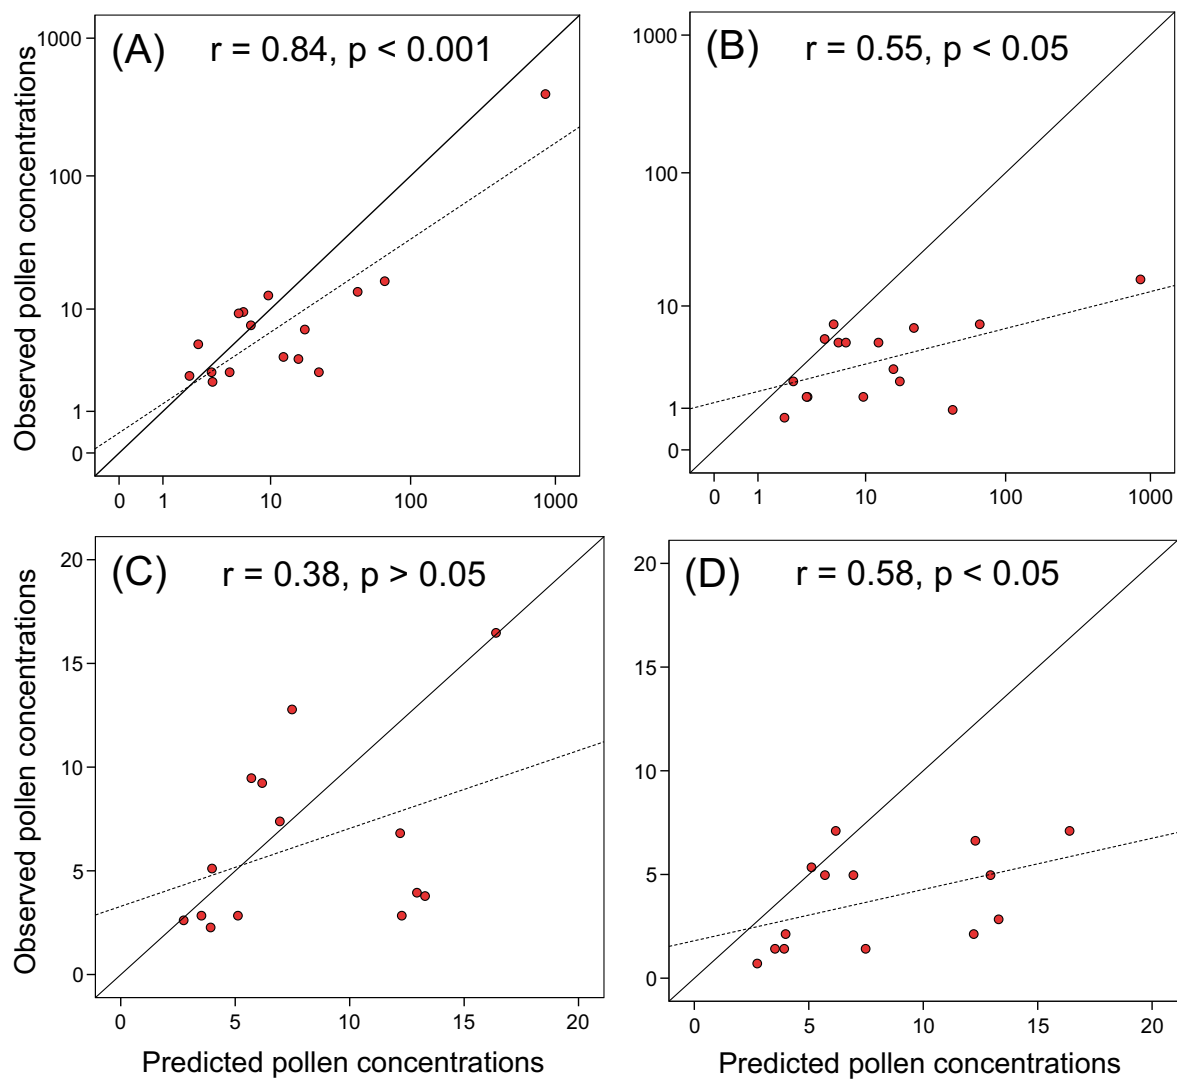 (A) r = 0.84, p < 0.001
Observed pollen concentrations
1000
100
10
1
0
0 1 10 100 1000
(B) r = 0.55, p < 0.05
1000
100
10
1
0
0 1 10 100 1000
(C) r = 0.38, p > 0.05
Observed pollen concentrations
20
15
10
5
0
0 5 10 15 20
Predicted pollen concentrations
(D) r = 0.58, p < 0.05
20
15
10
5
0
0 5 10 15 20
Predicted pollen concentrations